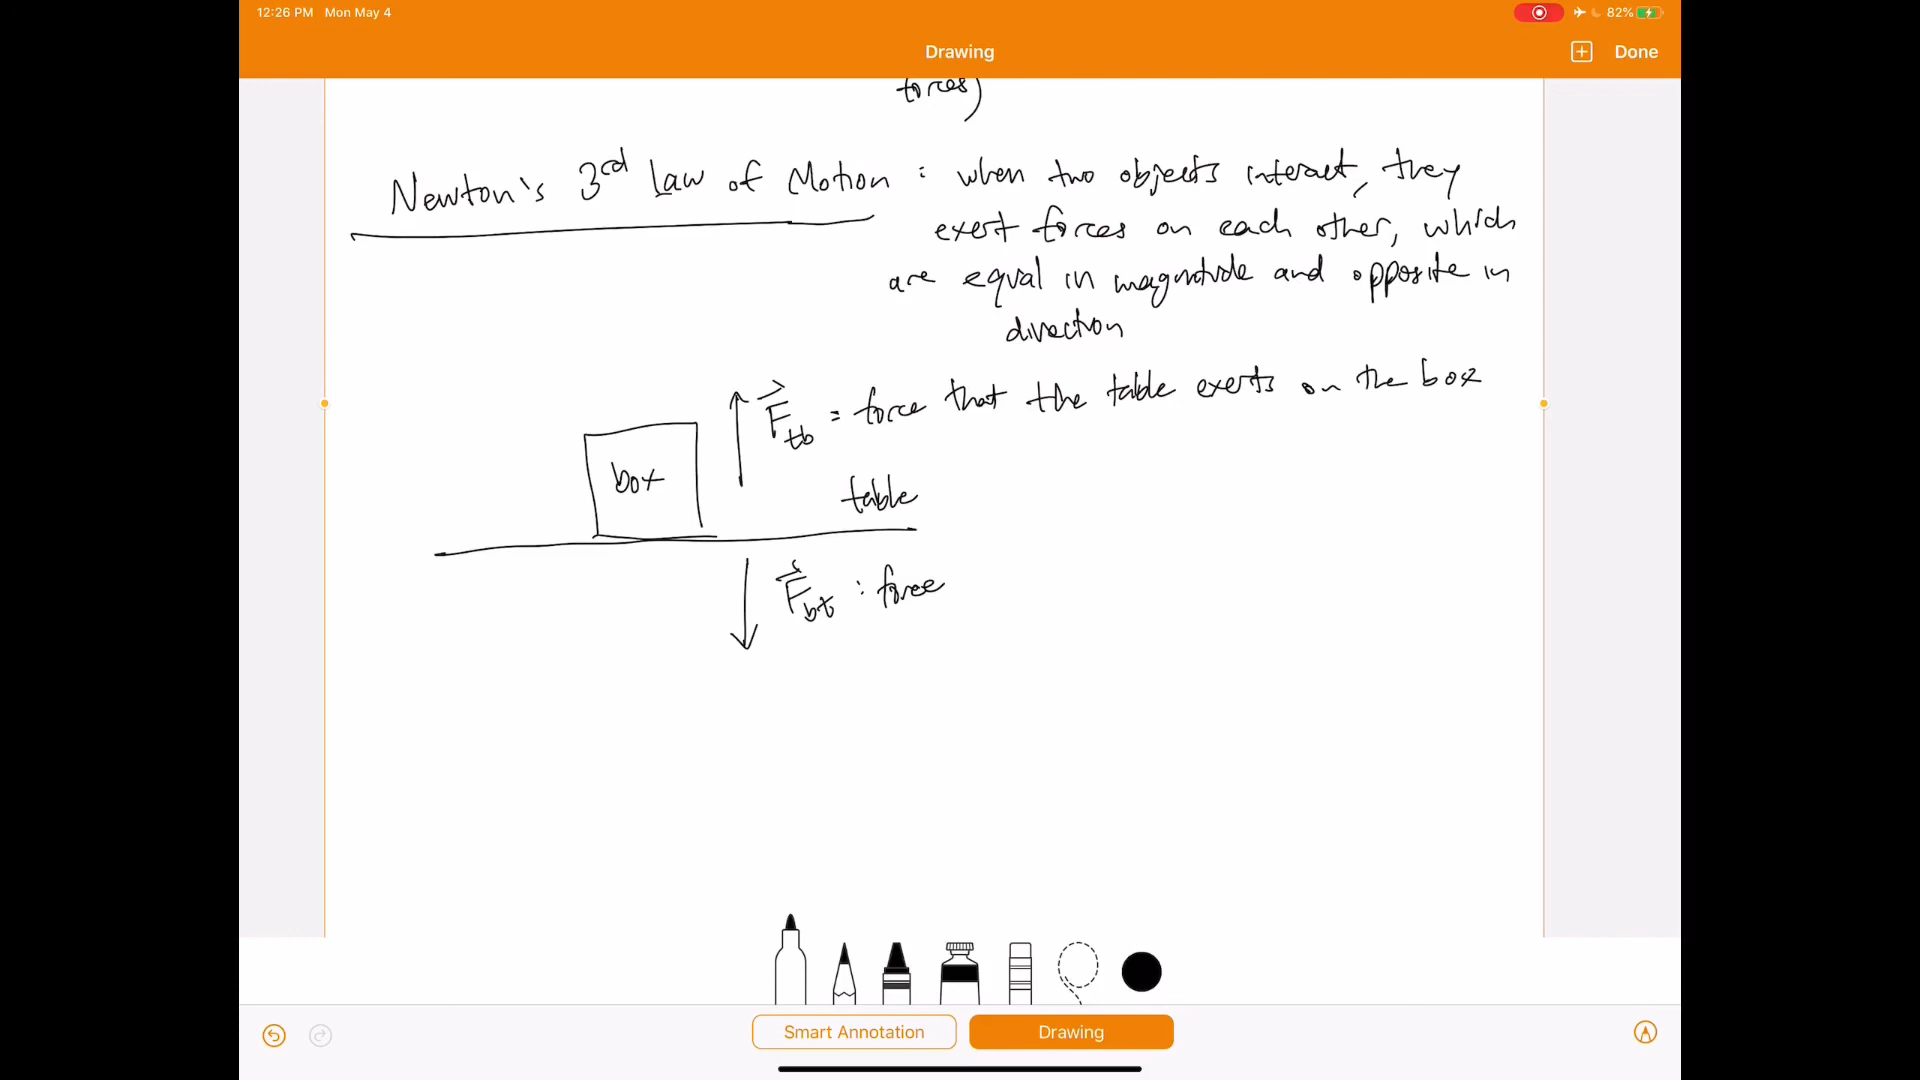 12:26 PM Mon May 4
82%
Drawing
Done
forces)
Newton's 3rd Law of Motion : when two objects interact, they
exert forces on each other, which
are equal in magnitude and opposite in
direction
F tb = force that the table exerts on the box
box
table
F bt : force
Smart Annotation
Drawing